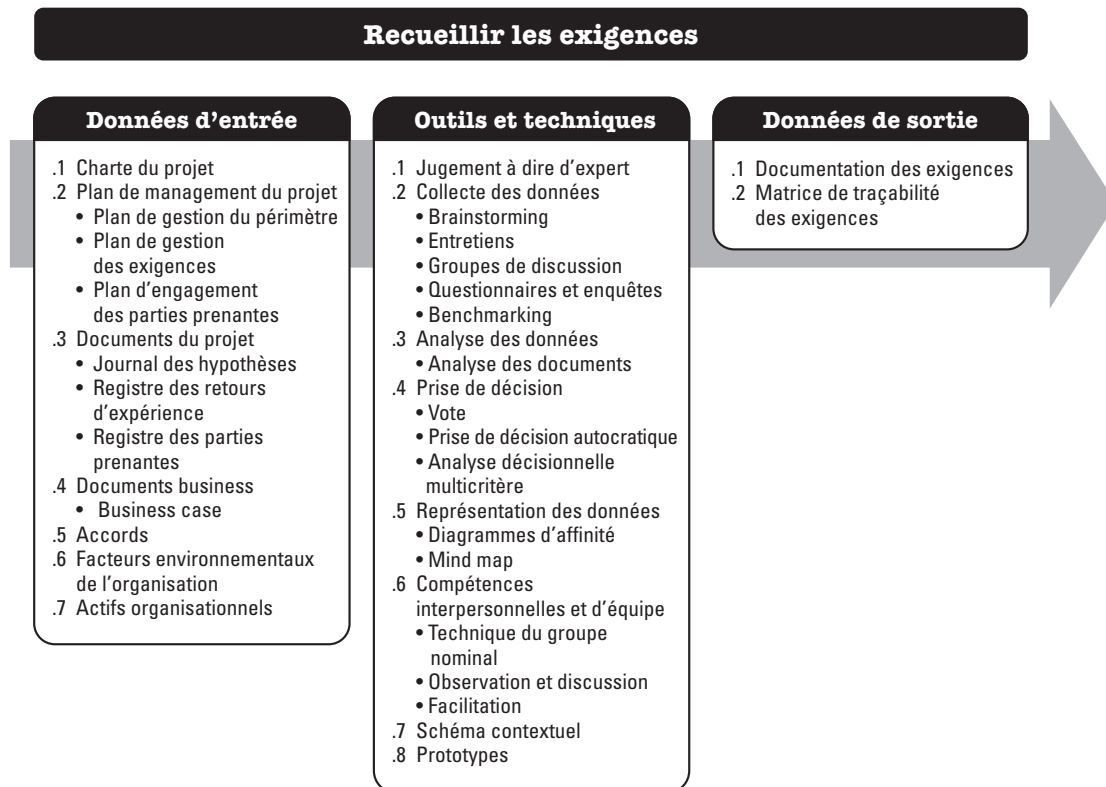 Recueillir les exigences
Données d'entrée
.1 Charte du projet
.2 Plan de management du projet
• Plan de gestion du périmètre
• Plan de gestion
des exigences
• Plan d'engagement
des parties prenantes
.3 Documents du projet
• Journal des hypothèses
• Registre des retours
d'expérience
• Registre des parties
prenantes
.4 Documents business
• Business case
.5 Accords
.6 Facteurs environnementaux
de l'organisation
.7 Actifs organisationnels
Outils et techniques
.1 Jugement à dire d'expert
.2 Collecte des données
• Brainstorming
• Entretiens
• Groupes de discussion
• Questionnaires et enquêtes
• Benchmarking
.3 Analyse des données
• Analyse des documents
.4 Prise de décision
• Vote
• Prise de décision autocratique
• Analyse décisionnelle
multicritère
.5 Représentation des données
• Diagrammes d'affinité
• Mind map
.6 Compétences
interpersonnelles et d'équipe
• Technique du groupe
nominal
• Observation et discussion
• Facilitation
.7 Schéma contextuel
.8 Prototypes
Données de sortie
.1 Documentation des exigences
.2 Matrice de traçabilité
des exigences